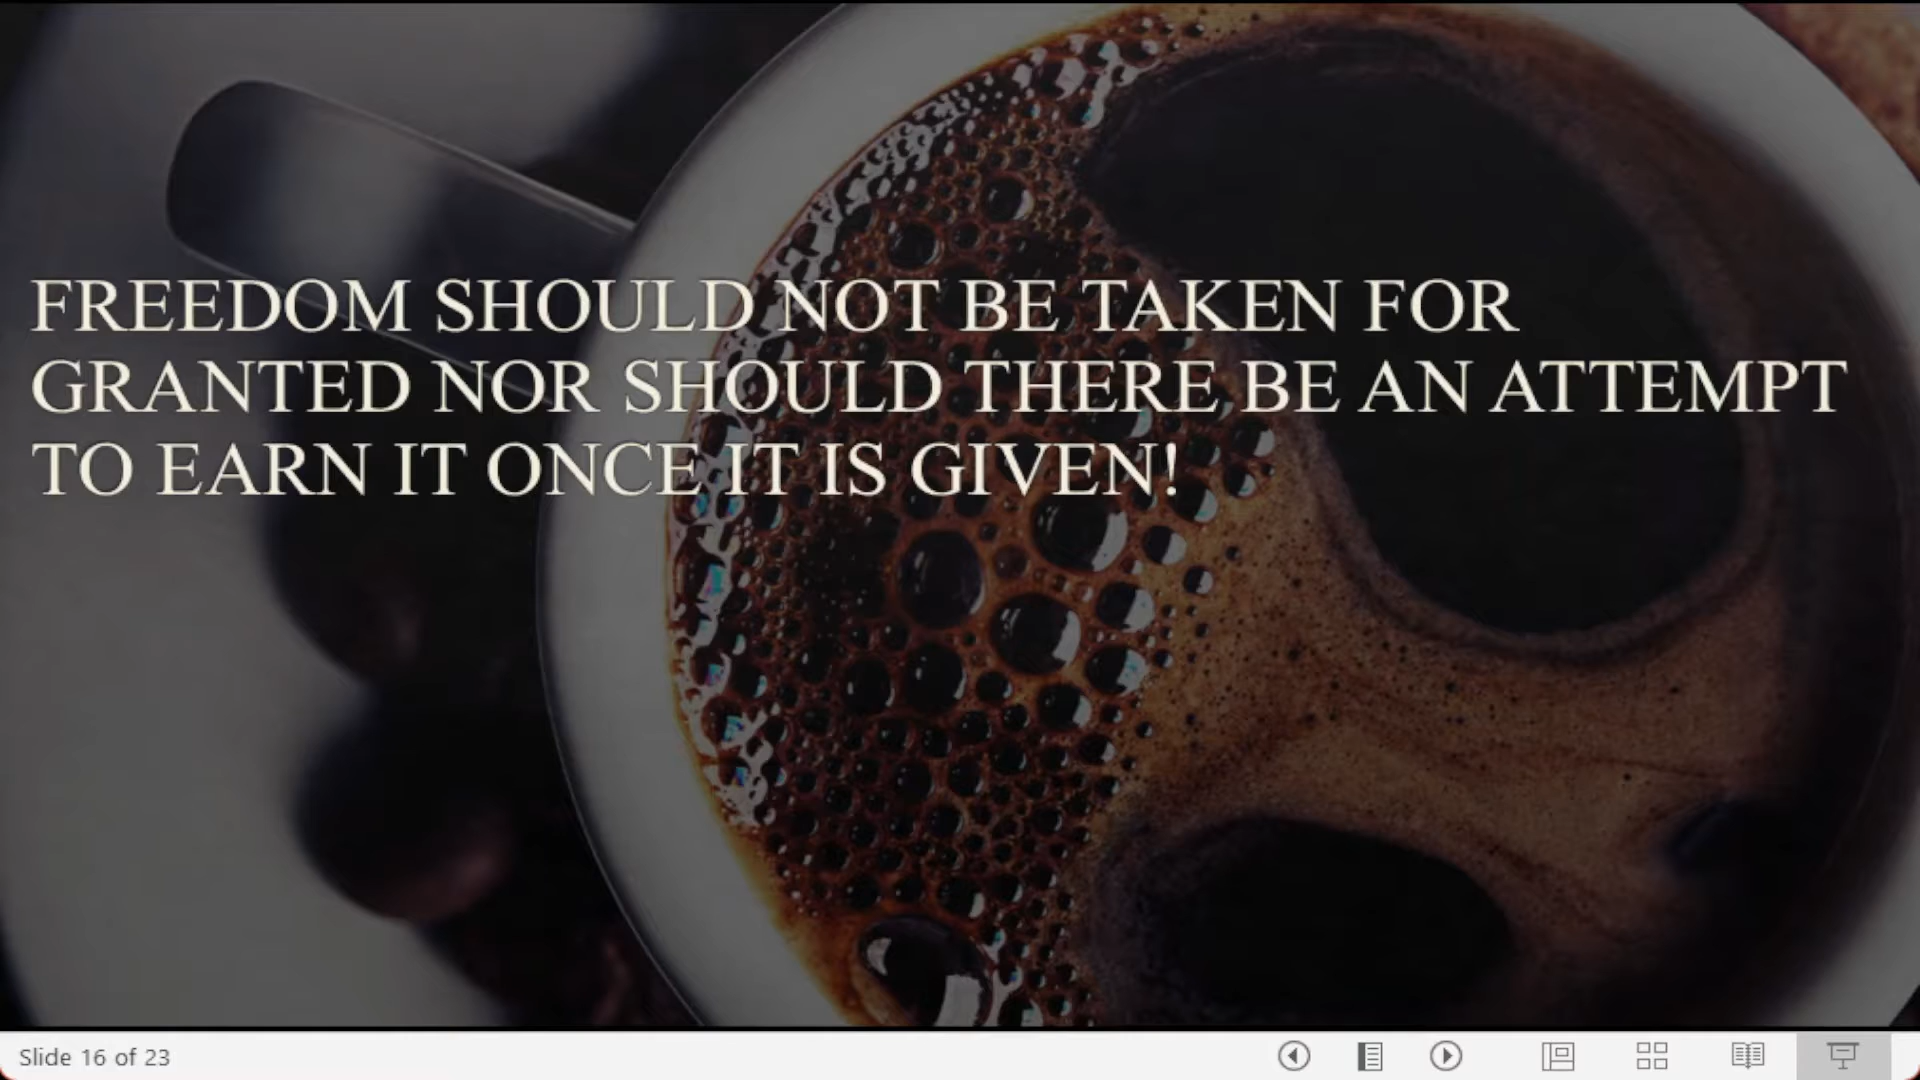 FREEDOM SHOULD NOT BE TAKEN FOR
GRANTED NOR SHOULD THERE BE AN ATTEMPT
TO EARN IT ONCE IT IS GIVEN!
Slide 16 of 23